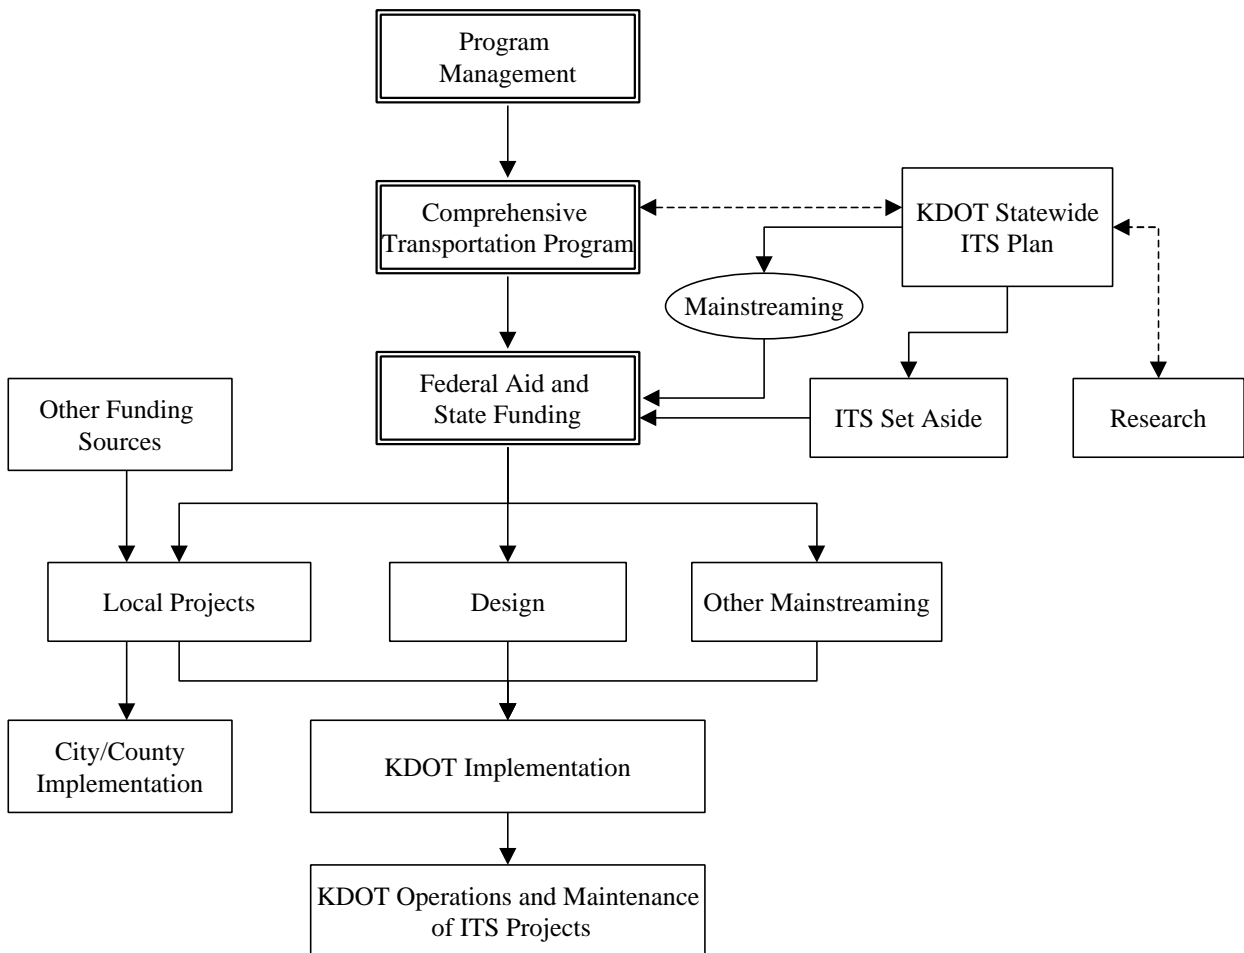 Program
Management
Comprehensive
Transportation Program
KDOT Statewide
ITS Plan
Mainstreaming
Federal Aid and
State Funding
Other Funding
Sources
ITS Set Aside
Research
Local Projects
Design
Other Mainstreaming
City/County
Implementation
KDOT Implementation
KDOT Operations and Maintenance
of ITS Projects